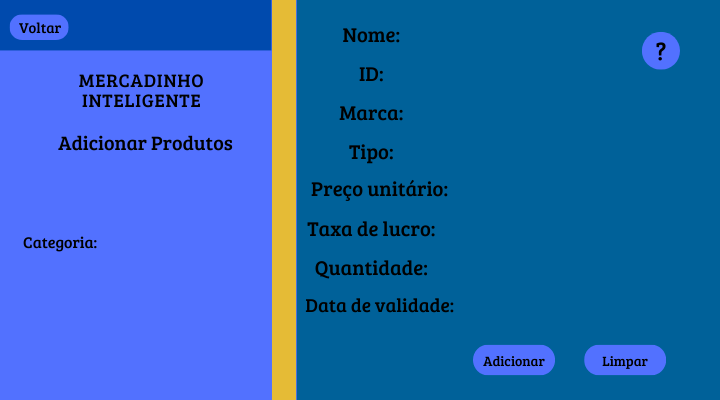 Voltar
MERCADINHO
INTELIGENTE
Adicionar Produtos
Categoria:
Nome:
ID:
Marca:
Tipo:
Preço unitário:
Taxa de lucro:
Quantidade:
Data de validade:
?
Adicionar
Limpar